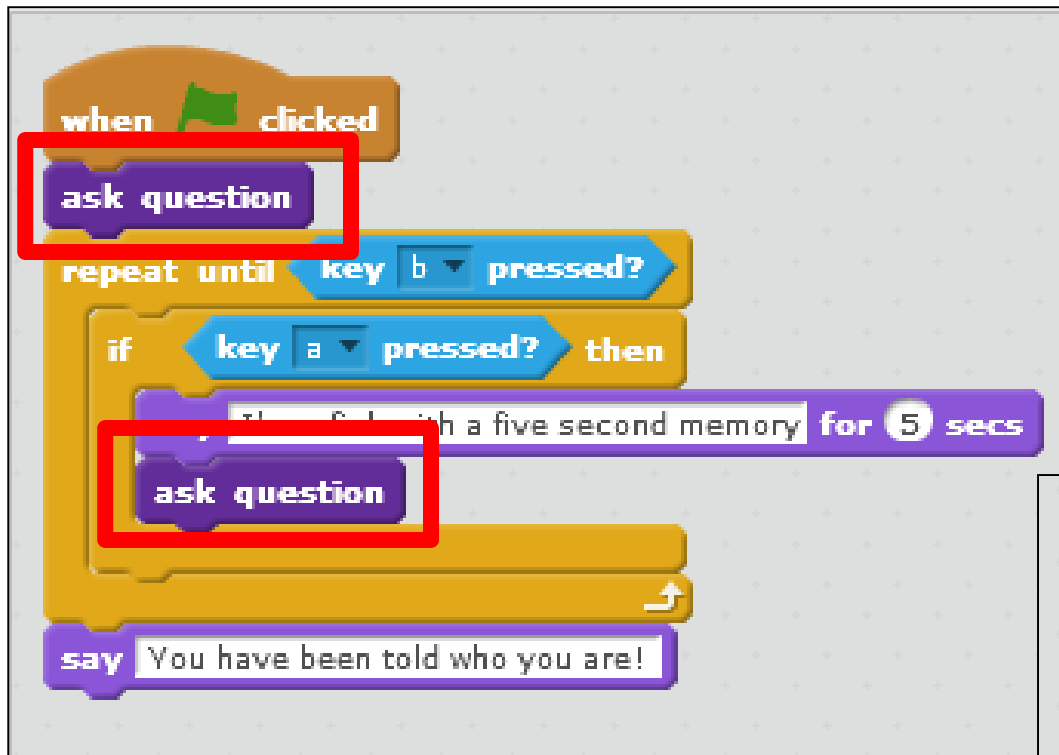 when clicked
ask question
repeat until key b pressed?
if key a pressed? then
with a five second memory for 5 secs
ask question
say You have been told who you are!